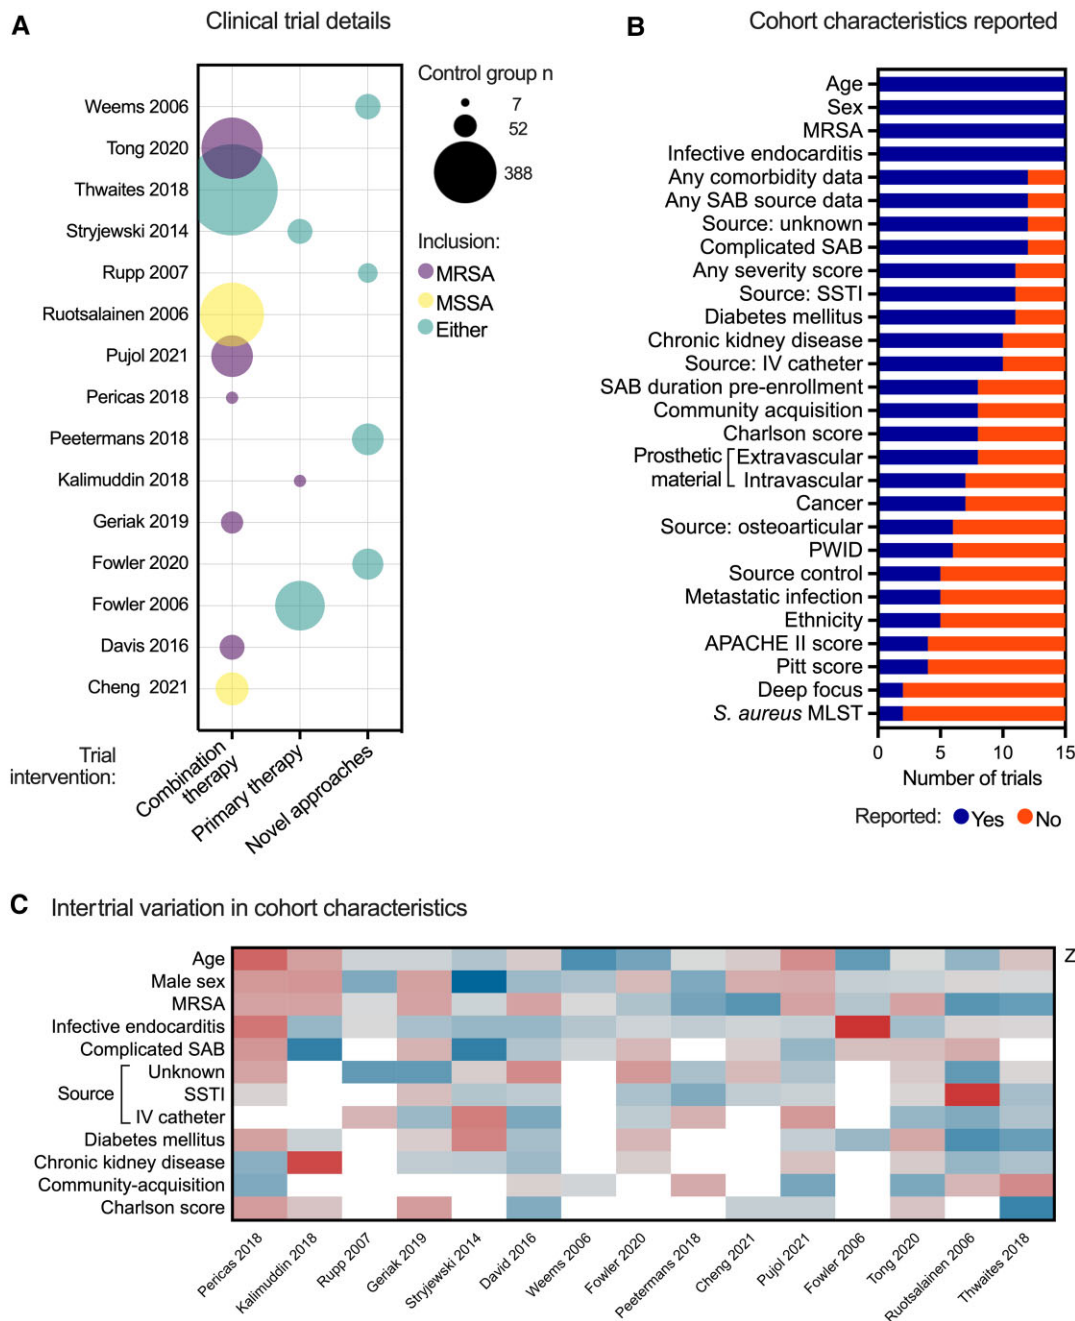 A
Clinical trial details
Weems 2006
Tong 2020
Thwaites 2018
Stryjewski 2014
Rupp 2007
Ruotsalainen 2006
Pujol 2021
Pericas 2018
Peetermans 2018
Kalimuddin 2018
Geriak 2019
Fowler 2020
Fowler 2006
Davis 2016
Cheng 2021
Trial
intervention:
Combination
therapy
Primary therapy
Novel approaches
Control group n
7
52
388
Inclusion:
MRSA
MSSA
Either
B
Cohort characteristics reported
Age
Sex
MRSA
Infective endocarditis
Any comorbidity data
Any SAB source data
Source: unknown
Complicated SAB
Any severity score
Source: SSTI
Diabetes mellitus
Chronic kidney disease
Source: IV catheter
SAB duration pre-enrollment
Community acquisition
Charlson score
Prosthetic
material
Extravascular
Intravascular
Cancer
Source: osteoarticular
PWID
Source control
Metastatic infection
Ethnicity
APACHE II score
Pitt score
Deep focus
S. aureus MLST
0 5 10 15
Number of trials
Reported: Yes No
C
Intertrial variation in cohort characteristics
Z
Age
Male sex
MRSA
Infective endocarditis
Complicated SAB
Source
Unknown
SSTI
IV catheter
Diabetes mellitus
Chronic kidney disease
Community-acquisition
Charlson score
Pericas 2018
Kalimuddin 2018
Rupp 2007
Geriak 2019
Stryjewski 2014
David 2016
Weems 2006
Fowler 2020
Peetermans 2018
Cheng 2021
Pujol 2021
Fowler 2006
Tong 2020
Ruotsalainen 2006
Thwaites 2018